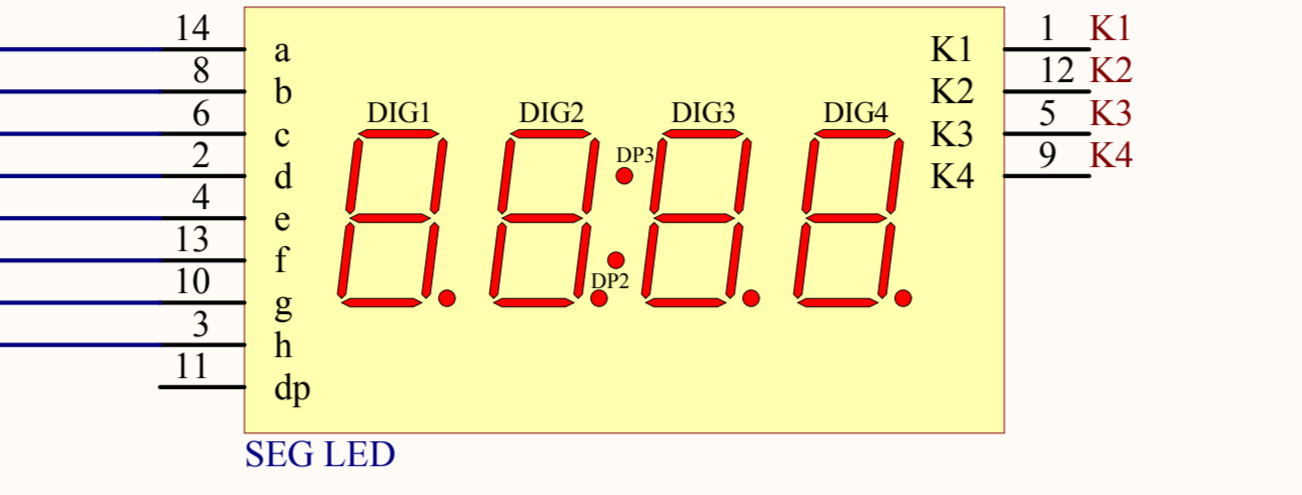 14 a K1 1 K1
8 b K2 12 K2
DIG1 DIG2 DIG3 DIG4
6 c K3 5 K3
DP3
2 d K4 9 K4
4 e
13 f
DP2
10 g
3 h
11 dp
SEG LED